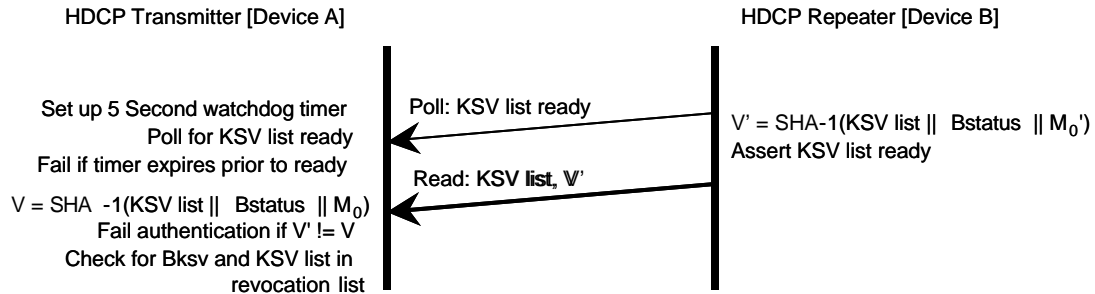 HDCP Transmitter [Device A]
HDCP Repeater [Device B]
Set up 5 Second watchdog timer
Poll for KSV list ready
Fail if timer expires prior to ready
V = SHA -1(KSV list || Bstatus || M0)
Fail authentication if V' != V
Check for Bksv and KSV list in
revocation list
Poll: KSV list ready
Read: KSV list, V'
V' = SHA-1(KSV list || Bstatus || M0')
Assert KSV list ready